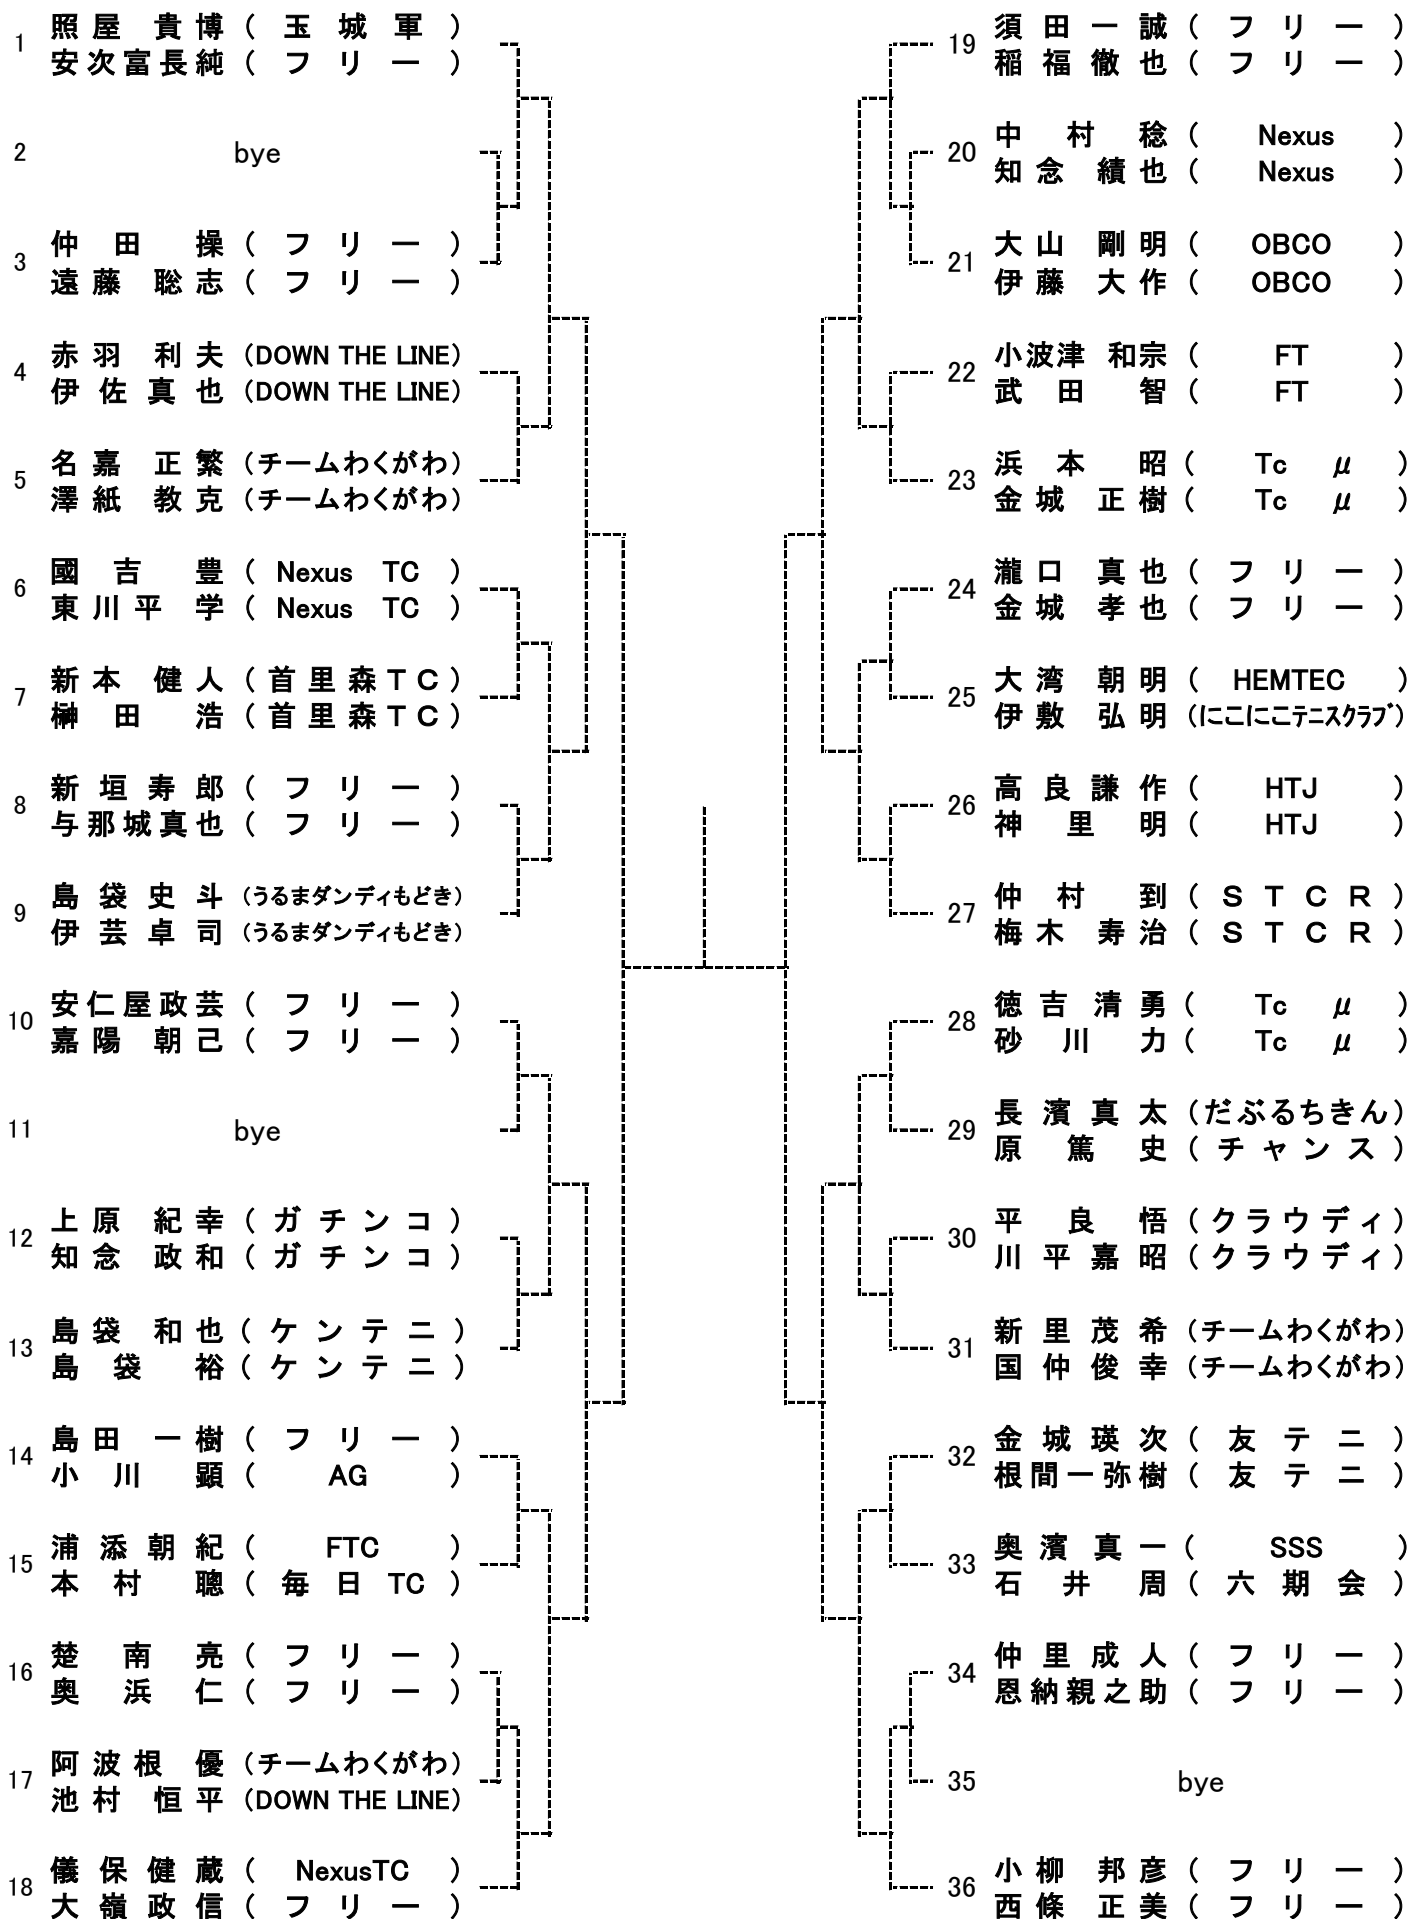 1 照屋 貴博 (玉城軍)
安次富長純 (フリー)
2 bye
3 仲田 操 (フリー)
遠藤 聡志 (フリー)
4 赤羽 利夫 (DOWN THE LINE)
伊佐真也 (DOWN THE LINE)
5 名嘉 正繁 (チームわくがわ)
澤紙 教克 (チームわくがわ)
6 國吉 豊 (Nexus TC)
東川平 学 (Nexus TC)
7 新本 健人 (首里森TC)
榊田 浩 (首里森TC)
8 新垣寿郎 (フリー)
与那城真也 (フリー)
9 島袋史斗 (うるまダンディもどき)
伊芸卓司 (うるまダンディもどき)
10 安仁屋政芸 (フリー)
嘉陽 朝己 (フリー)
11 bye
12 上原 紀幸 (ガチンコ)
知念 政和 (ガチンコ)
13 島袋 和也 (ケンテニ)
島袋 裕 (ケンテニ)
14 島田 一樹 (フリー)
小川 顕 (AG)
15 浦添朝紀 (FTC)
本村 聰 (毎日 TC)
16 楚南 亮 (フリー)
奥浜 仁 (フリー)
17 阿波根 優 (チームわくがわ)
池村 恒平 (DOWN THE LINE)
18 儀保健蔵 (NexusTC)
大嶺政信 (フリー)
19 須田一誠 (フリー)
稲福徹也 (フリー)
20 中村 稔 (Nexus)
知念 績也 (Nexus)
21 大山 剛明 (OBCO)
伊藤 大作 (OBCO)
22 小波津 和宗 (FT)
武田 智 (FT)
23 浜本 昭 (Tc μ)
金城 正樹 (Tc μ)
24 瀧口 真也 (フリー)
金城 孝也 (フリー)
25 大湾 朝明 (HEMTEC)
伊敷 弘明 (にこにこテニスクラブ)
26 高良謙作 (HTJ)
神里 明 (HTJ)
27 仲村 到 (STCR)
梅木 寿治 (STCR)
28 徳吉清勇 (Tc μ)
砂川 力 (Tc μ)
29 長濱真太 (だぶるちきん)
原 篤史 (チャンス)
30 平良 悟 (クラウディ)
川平嘉昭 (クラウディ)
31 新里茂希 (チームわくがわ)
国仲俊幸 (チームわくがわ)
32 金城瑛次 (友テニ)
根間一弥樹 (友テニ)
33 奥濱真一 (SSS)
石井 周 (六期会)
34 仲里成人 (フリー)
恩納親之助 (フリー)
35 bye
36 小柳 邦彦 (フリー)
西條 正美 (フリー)